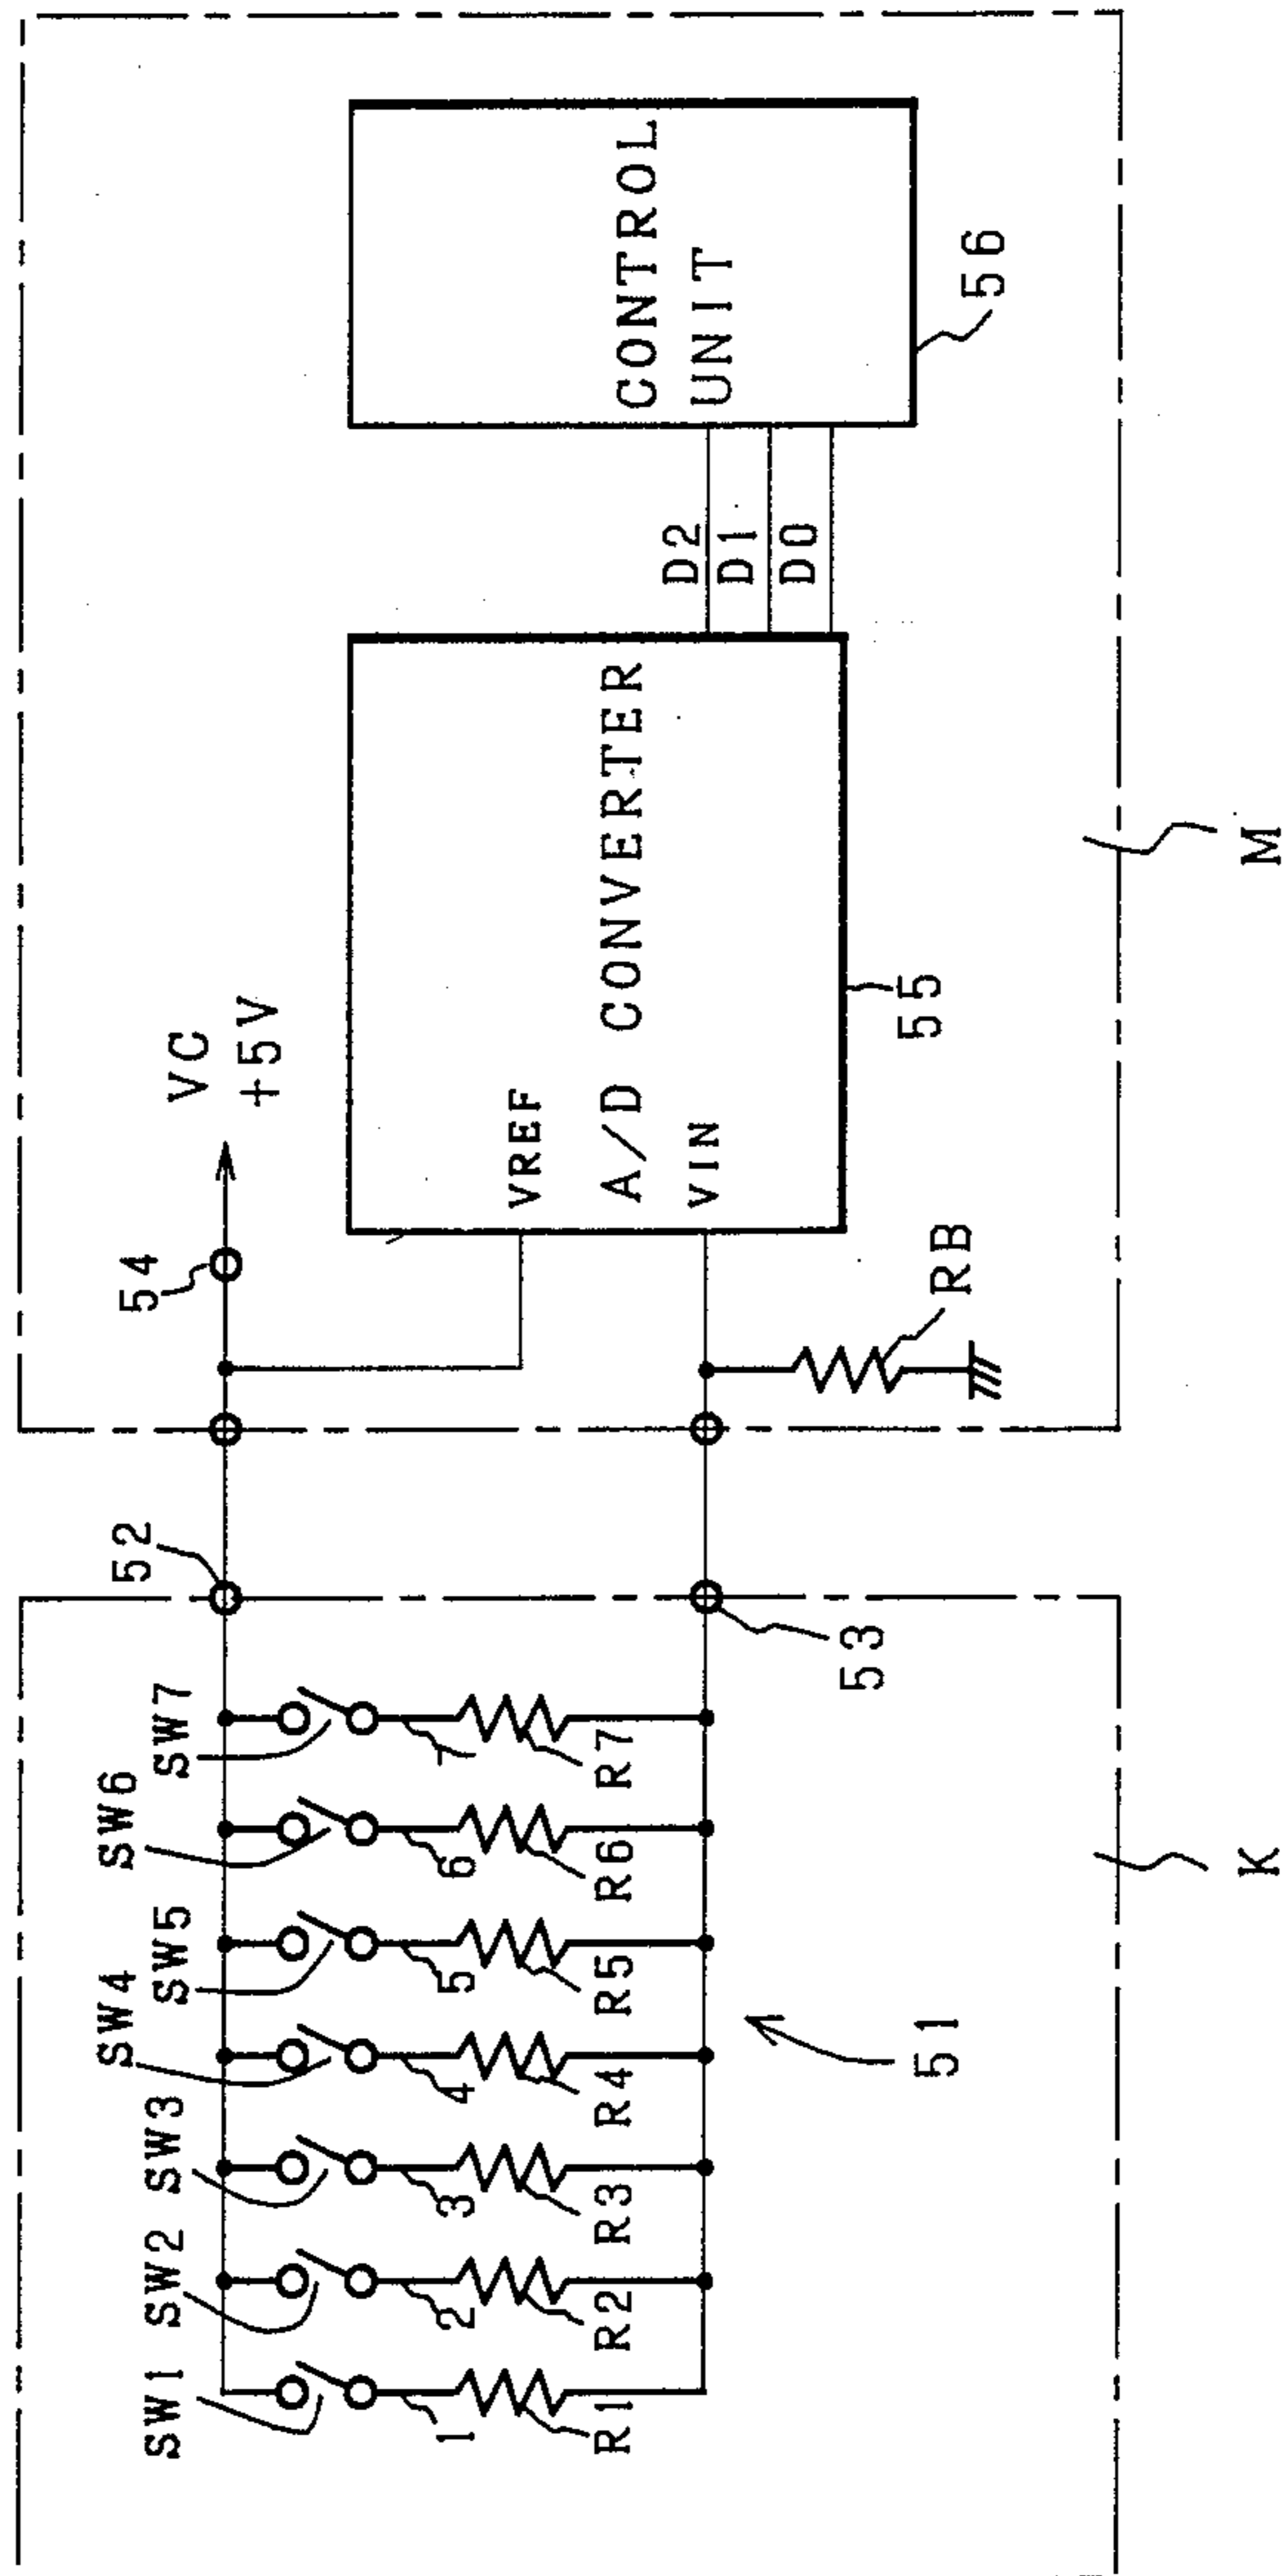 SW1
SW2
SW3
SW4
SW5
SW6
SW7
1
2
3
4
5
6
7
R1
R2
R3
R4
R5
R6
R7
51
52
53
K
54
VC
+5V
VREF
A/D CONVERTER
VIN
55
RB
D2
D1
D0
CONTROL
UNIT
56
M